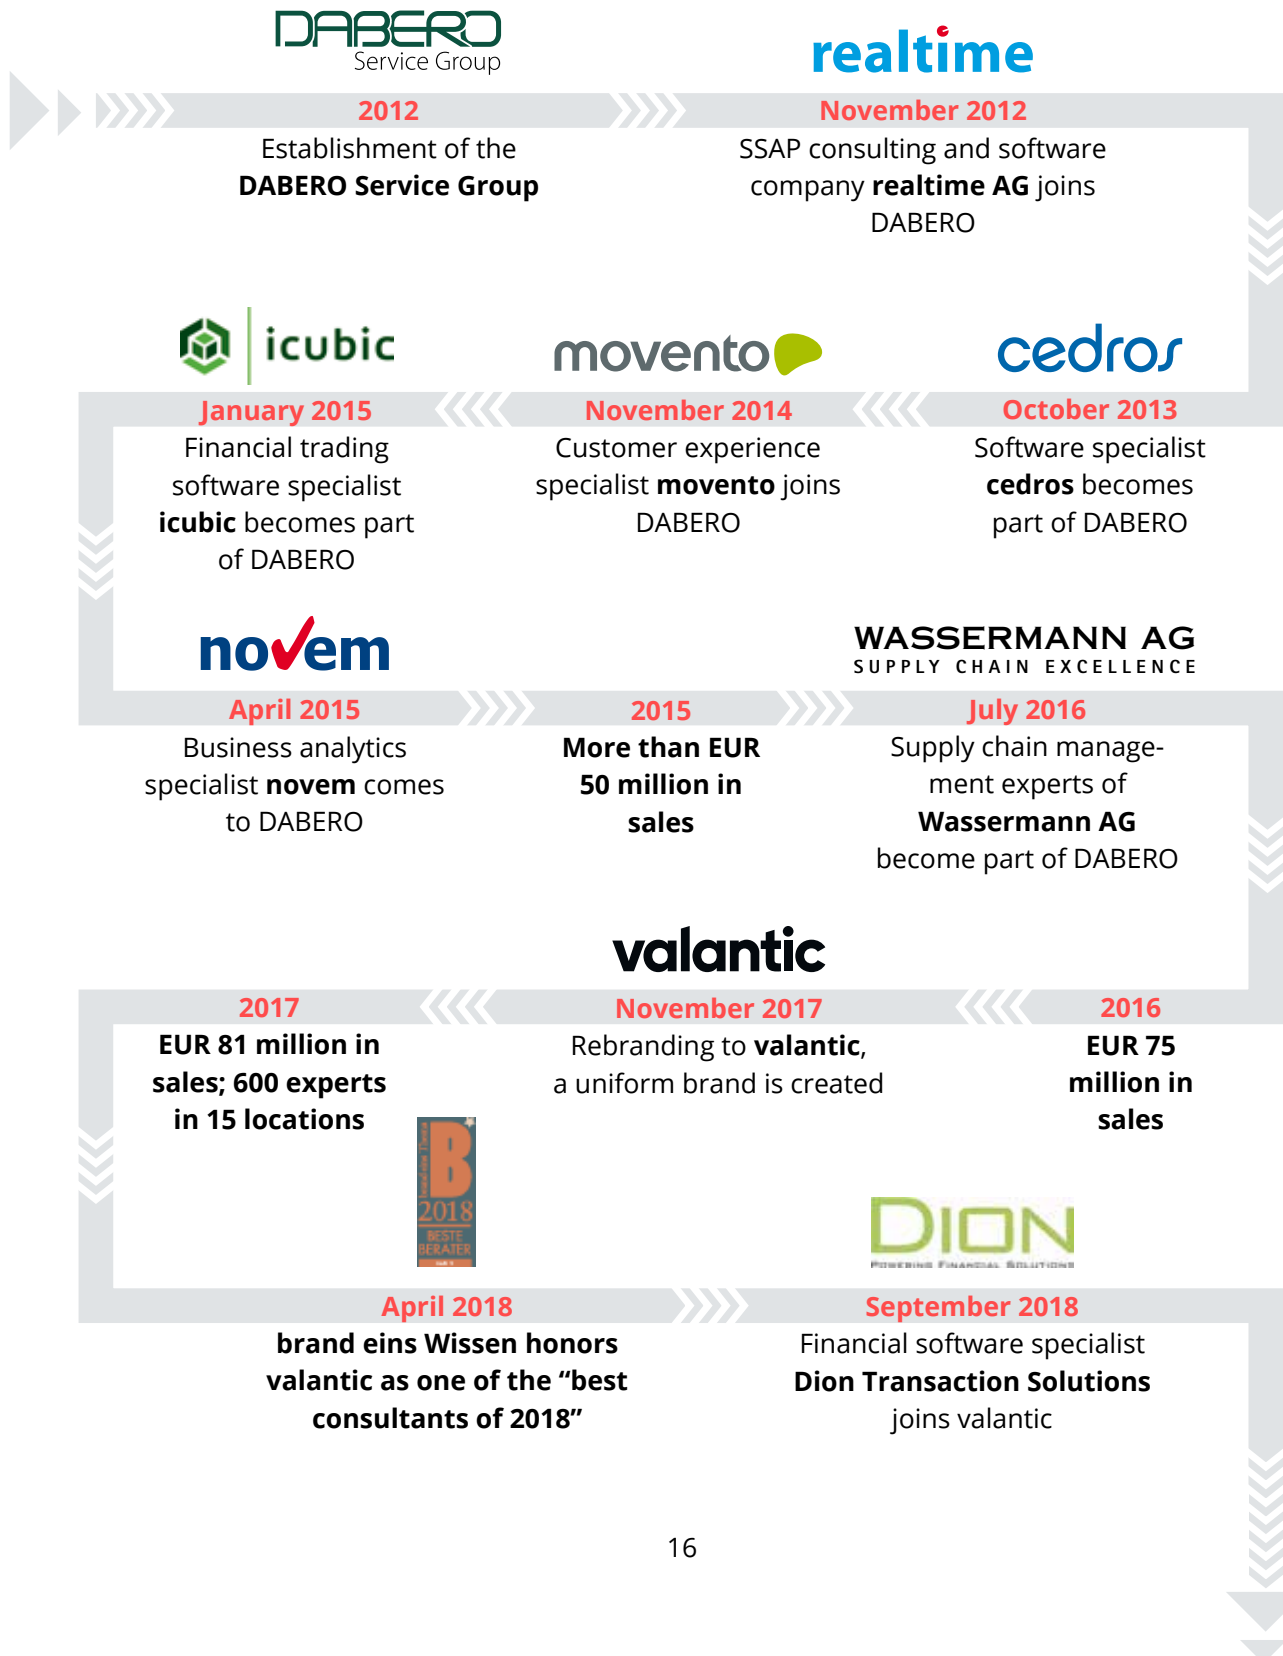 DABERO
Service Group
realtime
2012
November 2012
Establishment of the
DABERO Service Group
SSAP consulting and software
company realtime AG joins
DABERO
icubic
movento
cedros
January 2015
November 2014
October 2013
Financial trading
software specialist
icubic becomes part
of DABERO
Customer experience
specialist movento joins
DABERO
Software specialist
cedros becomes
part of DABERO
novem
WASSERMANN AG
SUPPLY CHAIN EXCELLENCE
April 2015
2015
July 2016
Business analytics
specialist novem comes
to DABERO
More than EUR
50 million in
sales
Supply chain manage-
ment experts of
Wassermann AG
become part of DABERO
valantic
2017
November 2017
2016
EUR 81 million in
sales; 600 experts
in 15 locations
Rebranding to valantic,
a uniform brand is created
EUR 75
million in
sales
brand eins Thema
B
2018
BESTE
BERATER
DION
POWERING FINANCIAL SOLUTIONS
April 2018
September 2018
brand eins Wissen honors
valantic as one of the “best
consultants of 2018”
Financial software specialist
Dion Transaction Solutions
joins valantic
16